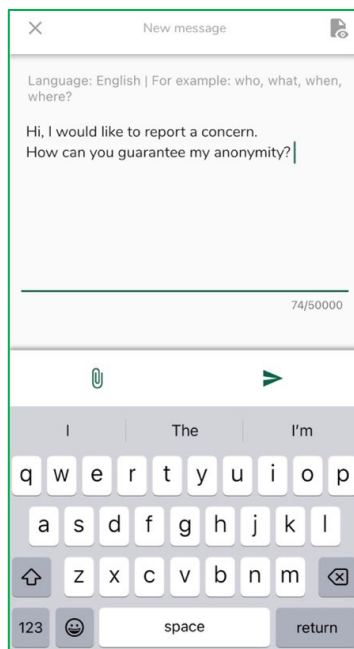 New message
Language: English | For example: who, what, when,
where?
Hi, I would like to report a concern.
How can you guarantee my anonymity?
74/50000
I The I'm
q w e r t y u i o p
a s d f g h j k l
z x c v b n m
123 space return